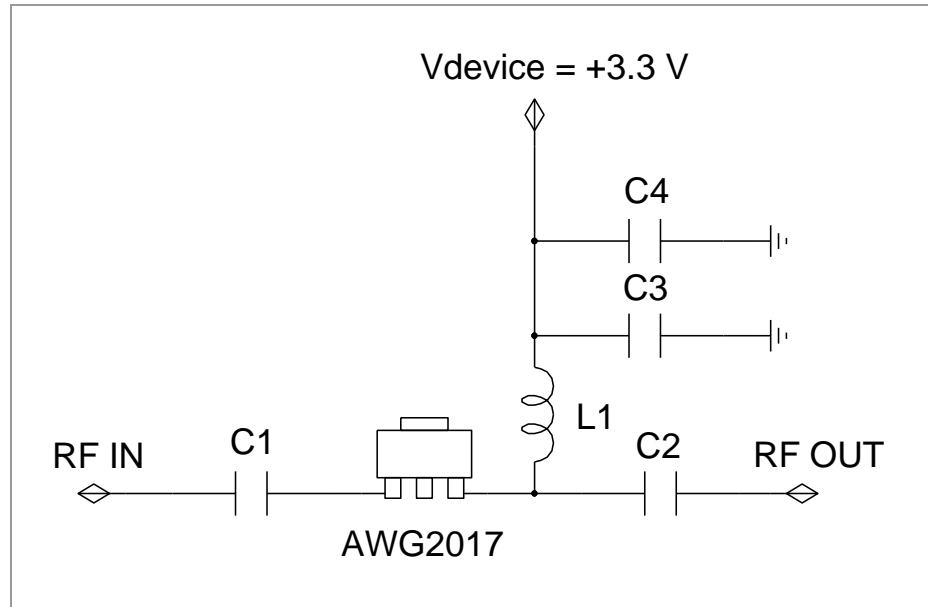 Vdevice = +3.3 V
C4
C3
L1
RF IN
C1
C2
RF OUT
AWG2017